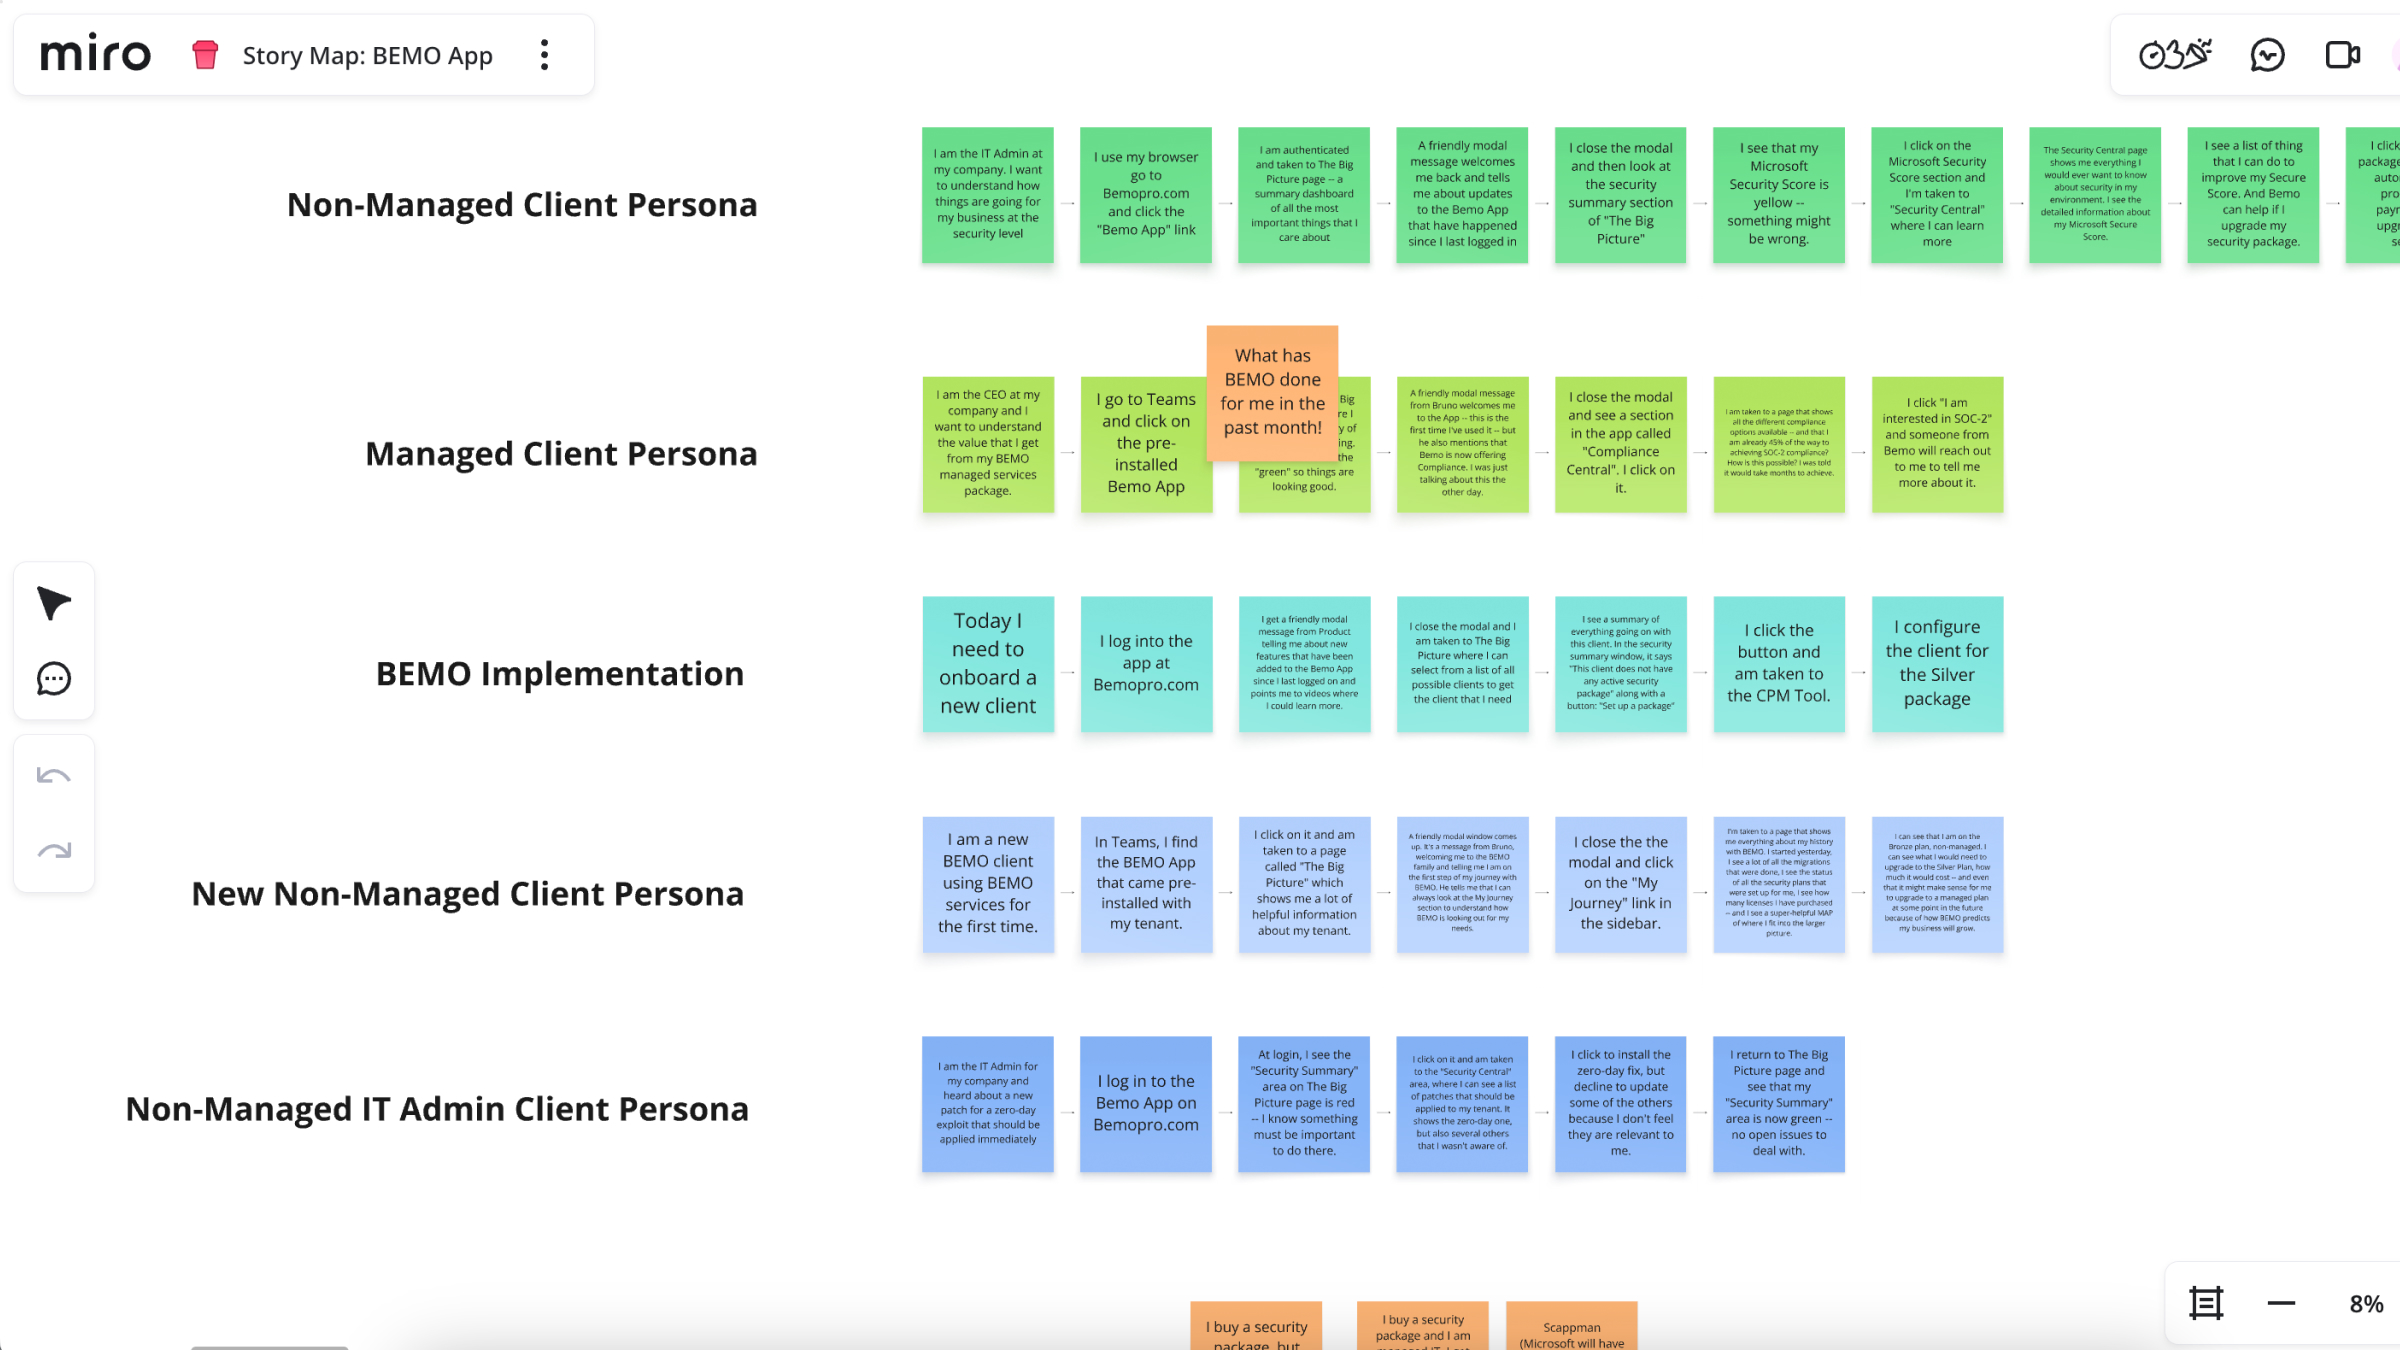 miro
Story Map: BEMO App
Non-Managed Client Persona
I am the IT Admin at
my company. I want
to understand how
things are going for
my business at the
security level
I use my browser
go to
Bemopro.com
and click the
"Bemo App" link
I am authenticated
and taken to The Big
Picture page -- a
summary dashboard
of all the most
important things that I
care about
A friendly modal
message welcomes
me back and tells
me about updates
to the Bemo App
that have happened
since I last logged in
I close the modal
and then look at
the security
summary section
of "The Big
Picture"
I see that my
Microsoft
Security Score is
yellow --
something might
be wrong.
I click on the
Microsoft Security
Score section and
I'm taken to
"Security Central"
where I can learn
more
The Security Central page
shows me everything I
would ever want to know
about security in my
environment. I see the
detailed information about
my Microsoft Secure
Score.
I see a list of thing
that I can do to
improve my Secure
Score. And Bemo
can help if I
upgrade my
security package.
I click
package
auto
pro
payr
upgr
se
Managed Client Persona
I am the CEO at my
company and I
want to understand
the value that I get
from my BEMO
managed services
package.
I go to Teams
and click on
the pre-
installed
Bemo App
What has
BEMO done
for me in the
past month!
Big
re I
y of
ing.
the
"green" so things are
looking good.
A friendly modal message
from Bruno welcomes me
to the App -- this is the
first time I've used it -- but
he also mentions that
Bemo is now offering
Compliance. I was just
talking about this the
other day.
I close the modal
and see a section
in the app called
"Compliance
Central". I click on
it.
I am taken to a page that shows
all the different compliance
options available -- and that I
am already 45% of the way to
achieving SOC-2 compliance?
How is this possible? I was told
it would take months to achieve.
I click "I am
interested in SOC-2"
and someone from
Bemo will reach out
to me to tell me
more about it.
BEMO Implementation
Today I
need to
onboard a
new client
I log into the
app at
Bemopro.com
I get a friendly modal
message from Product
telling me about new
features that have been
added to the Bemo App
since I last logged on and
points me to videos where
I could learn more.
I close the modal and I
am taken to The Big
Picture where I can
select from a list of all
possible clients to get
the client that I need
I see a summary of
everything going on with
this client. In the security
summary window, it says
"This client does not have
any active security
package" along with a
button: "Set up a package"
I click the
button and
am taken to
the CPM Tool.
I configure
the client for
the Silver
package
New Non-Managed Client Persona
I am a new
BEMO client
using BEMO
services for
the first time.
In Teams, I find
the BEMO App
that came pre-
installed with
my tenant.
I click on it and am
taken to a page
called "The Big
Picture" which
shows me a lot of
helpful information
about my tenant.
A friendly modal window comes
up. It's a message from Bruno,
welcoming me to the BEMO
family and telling me I am on
the first step of my journey with
BEMO. He tells me that I can
always look at the My Journey
section to understand how
BEMO is looking out for my
needs.
I close the the
modal and click
on the "My
Journey" link in
the sidebar.
I'm taken to a page that shows
me everything about my history
with BEMO. I started yesterday,
I see a lot of all the migrations
that were done, I see the status
of all the security plans that
were set up for me, I see how
many licenses I have purchased
-- and I see a super-helpful MAP
of where I fit into the larger
picture.
I can see that I am on the
Bronze plan, non-managed. I
can see what I would need to
upgrade to the Silver Plan, how
much it would cost -- and even
that it might make sense for me
to upgrade to a managed plan
at some point in the future
because of how BEMO predicts
my business will grow.
Non-Managed IT Admin Client Persona
I am the IT Admin for
my company and
heard about a new
patch for a zero-day
exploit that should be
applied immediately
I log in to the
Bemo App on
Bemopro.com
At login, I see the
"Security Summary"
area on The Big
Picture page is red
-- I know something
must be important
to do there.
I click on it and am taken
to the "Security Central"
area, where I can see a list
of patches that should be
applied to my tenant. It
shows the zero-day one,
but also several others
that I wasn't aware of.
I click to install the
zero-day fix, but
decline to update
some of the others
because I don't feel
they are relevant to
me.
I return to The Big
Picture page and
see that my
"Security Summary"
area is now green --
no open issues to
deal with.
I buy a security
package, but
I buy a security
package and I am
Scappman
(Microsoft will have
8%